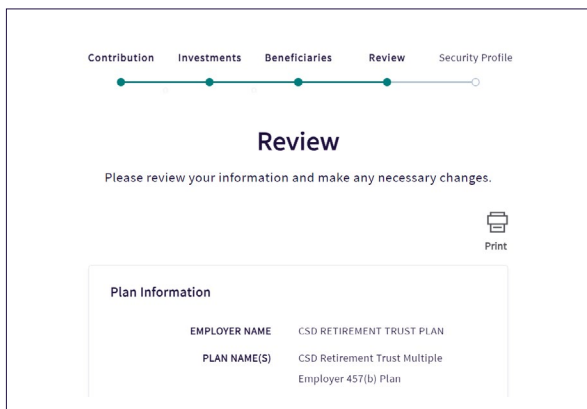 Contribution Investments Beneficiaries Review Security Profile
Review
Please review your information and make any necessary changes.
Print
Plan Information
EMPLOYER NAME CSD RETIREMENT TRUST PLAN
PLAN NAME(S) CSD Retirement Trust Multiple
Employer 457(b) Plan